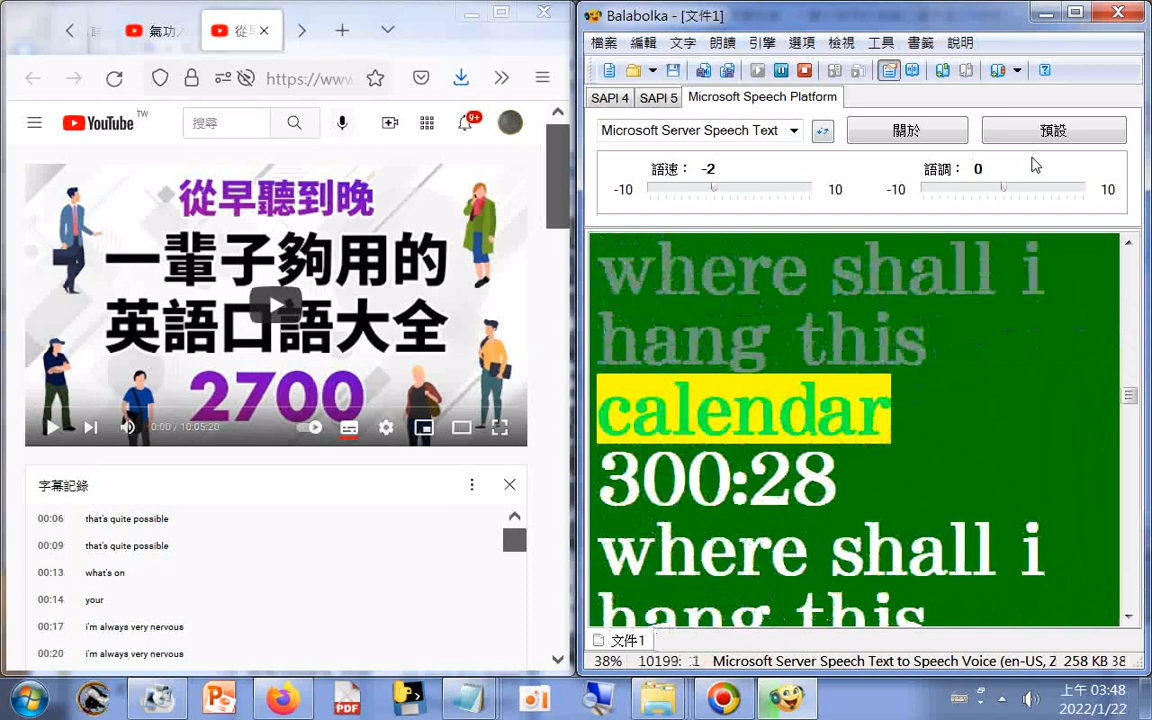 從
https://www.
YouTube TW
搜尋
9+
從早聽到晚
一輩子夠用的
英語口語大全
2700
0:00 / 10:05:20
字幕記錄
00:06 that's quite possible
00:09 that's quite possible
00:13 what's on
00:14 your
00:17 i'm always very nervous
00:20 i'm always very nervous
Balabolka - [文件1]
檔案 編輯 文字 朗讀 引擎 選項 檢視 工具 書籤 說明
SAPI 4 SAPI 5 Microsoft Speech Platform
Microsoft Server Speech Text 關於 預設
語速： -2 語調： 0
-10 10 -10 10
where shall i
hang this
calendar
300:28
where shall i
hang this
文件1
38% 10199: :1 Microsoft Server Speech Text to Speech Voice (en-US, Z 258 KB 38
PDF
上午 03:48
2022/1/22